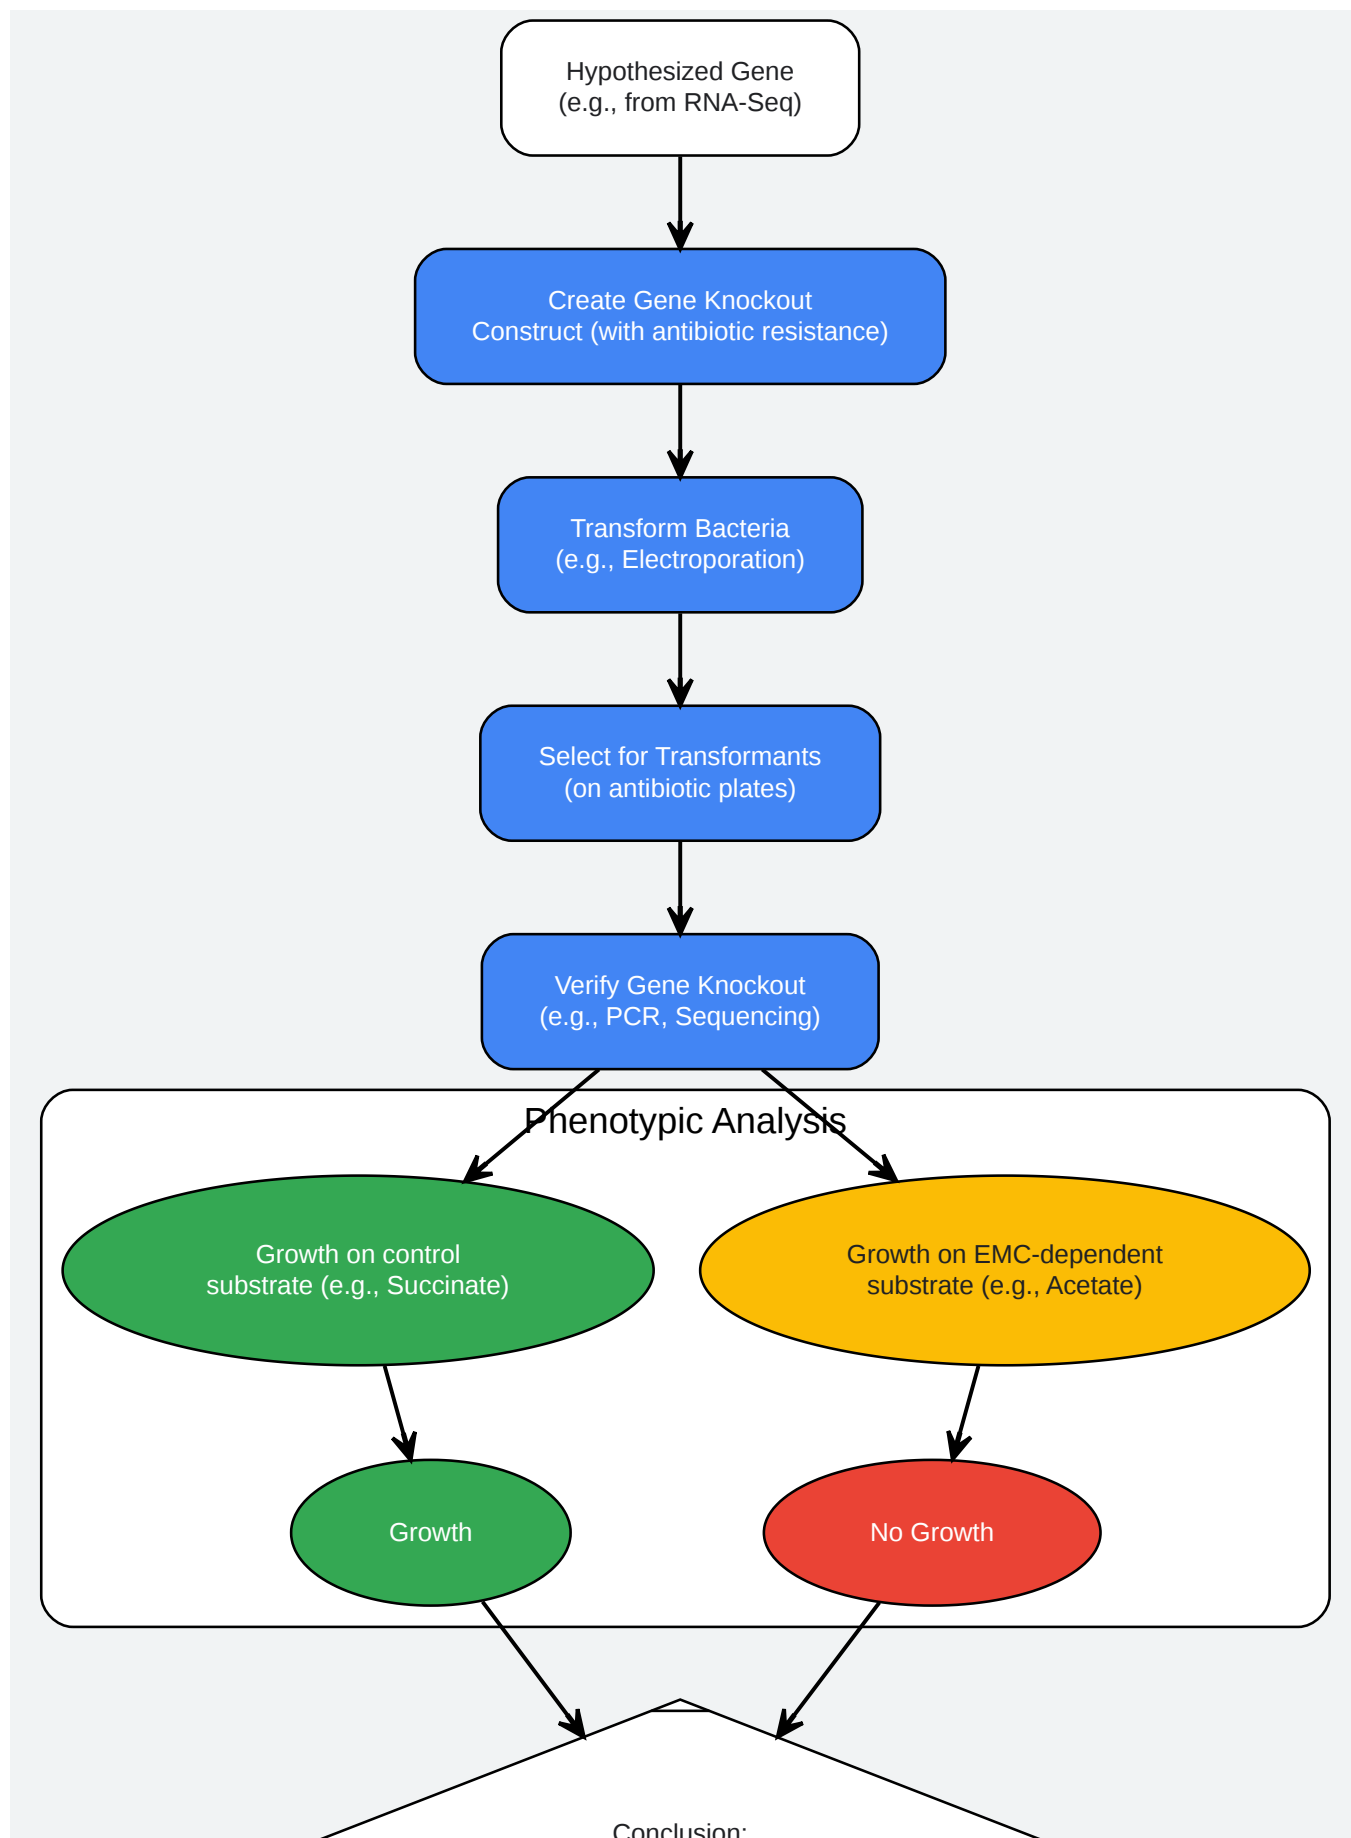 Hypothesized Gene
(e.g., from RNA-Seq)
Create Gene Knockout
Construct (with antibiotic resistance)
Transform Bacteria
(e.g., Electroporation)
Select for Transformants
(on antibiotic plates)
Verify Gene Knockout
(e.g., PCR, Sequencing)
Phenotypic Analysis
Growth on control
substrate (e.g., Succinate)
Growth on EMC-dependent
substrate (e.g., Acetate)
Growth
No Growth
Conclusion: